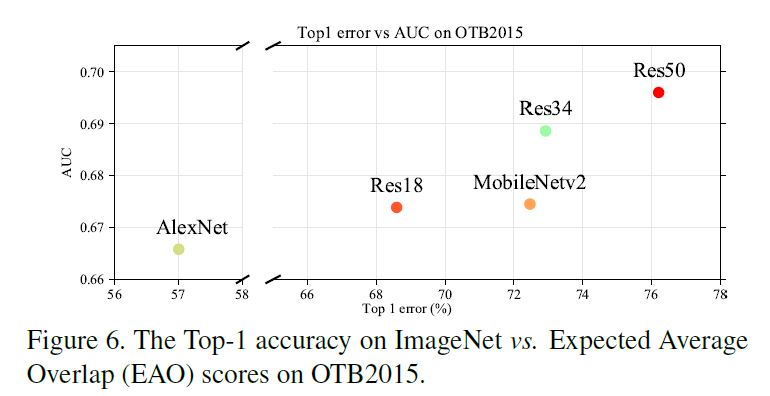 Top1 error vs AUC on OTB2015
0.70
0.69
0.68
0.67
0.66
AUC
Res50
Res34
Res18
MobileNetv2
AlexNet
56 57 58 66 68 70 72 74 76 78
Top 1 error (%)
Figure 6. The Top-1 accuracy on ImageNet vs. Expected Average
Overlap (EAO) scores on OTB2015.